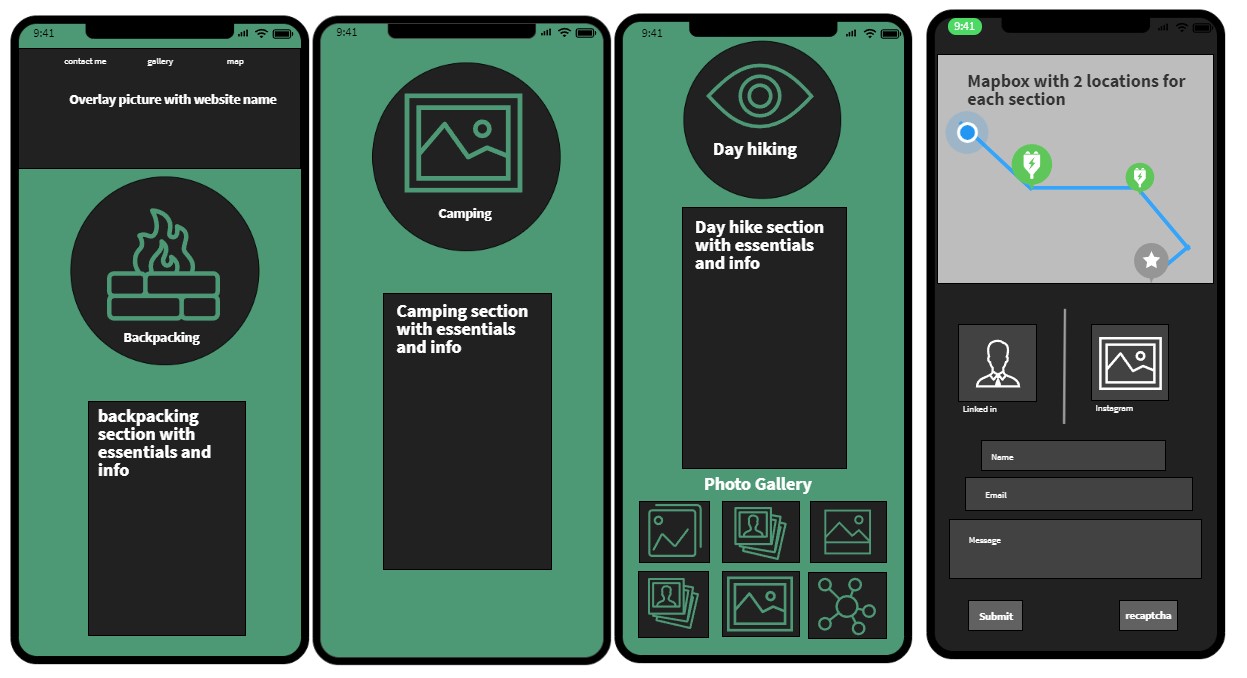 9:41
contact me gallery map
Overlay picture with website name
Backpacking
backpacking
section with
essentials and
info
9:41
Camping
Camping section
with essentials
and info
9:41
Day hiking
Day hike section
with essentials
and info
Photo Gallery
9:41
Mapbox with 2 locations for
each section
Linked in
Instagram
Name
Email
Message
Submit
recaptcha